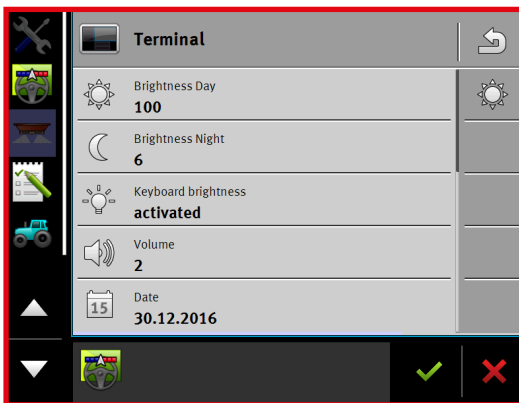 Terminal
Brightness Day
100
Brightness Night
6
Keyboard brightness
activated
Volume
2
15
Date
30.12.2016